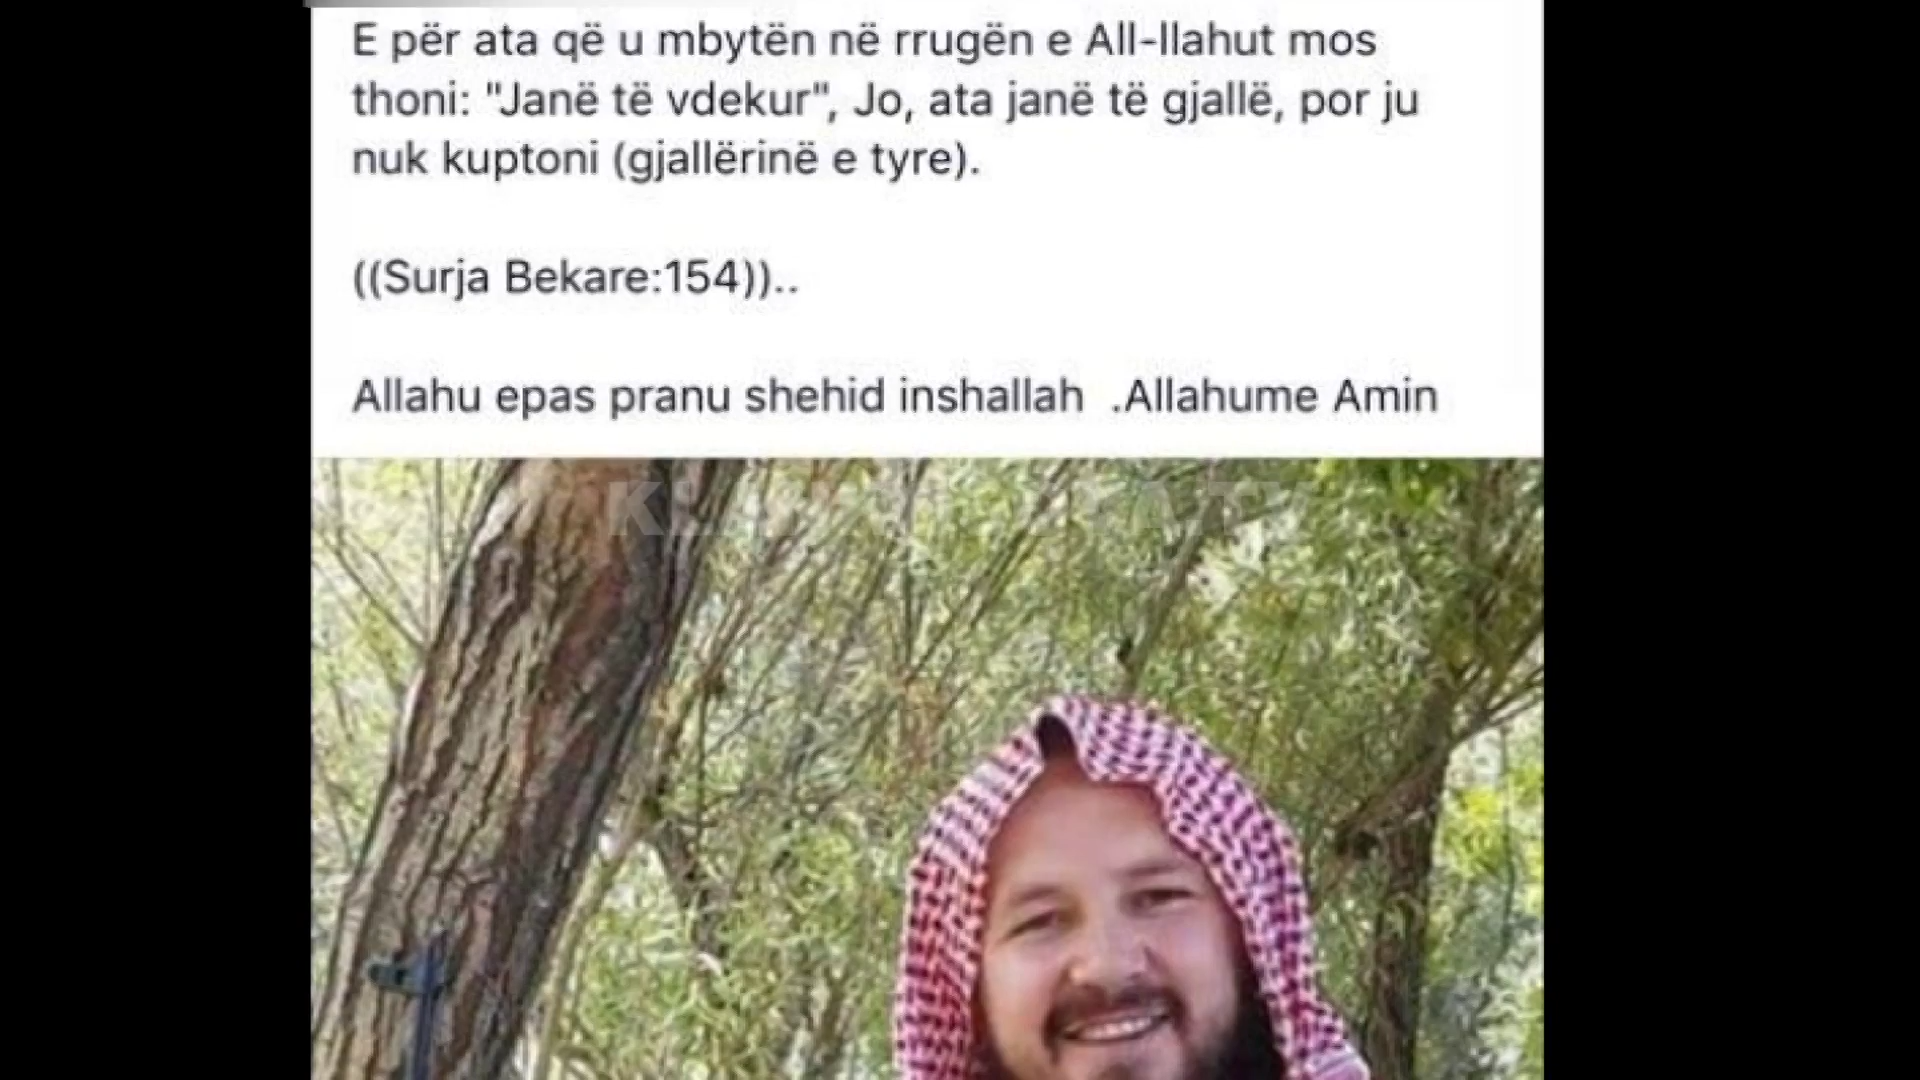 E për ata që u mbytën në rrugën e All-llahut mos
thoni: "Janë të vdekur", Jo, ata janë të gjallë, por ju
nuk kuptoni (gjallërinë e tyre).
((Surja Bekare:154))..
Allahu epas pranu shehid inshallah .Allahume Amin